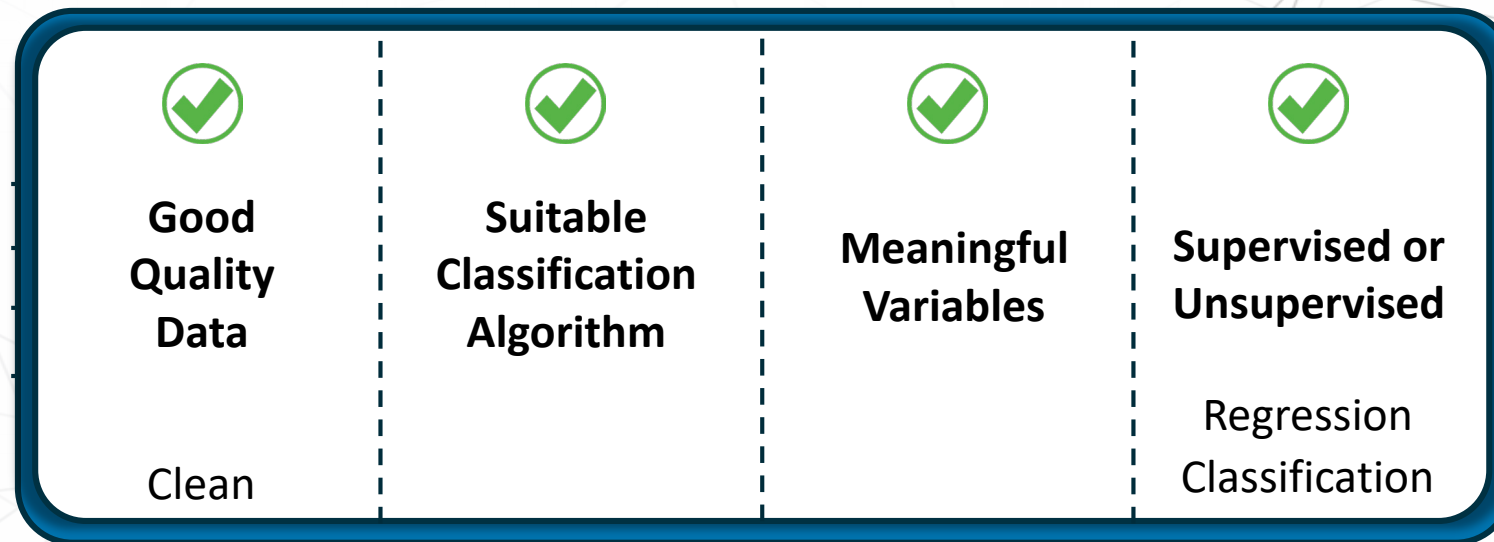 Good
Quality
Data
Clean
Suitable
Classification
Algorithm
Meaningful
Variables
Supervised or
Unsupervised
Regression
Classification